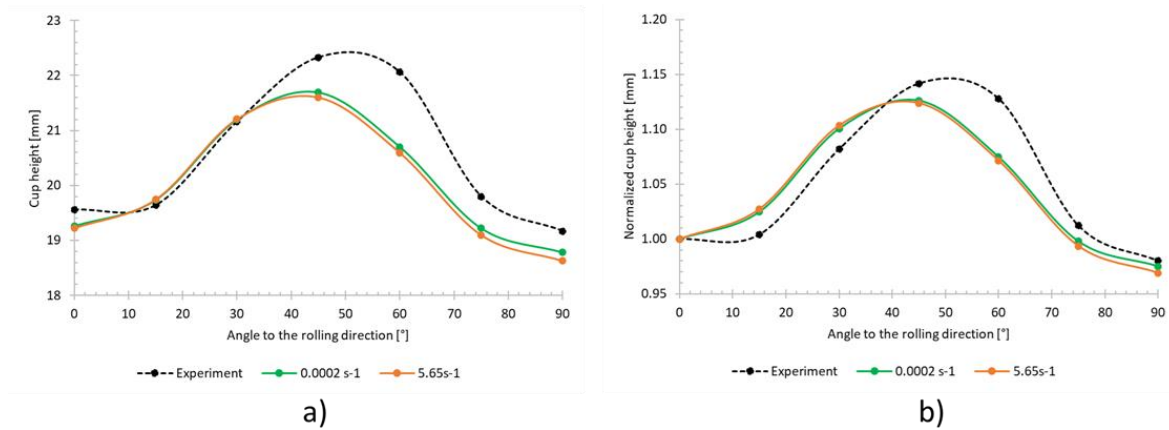 23
22
21
20
19
18
Cup height [mm]
0 10 20 30 40 50 60 70 80 90
Angle to the rolling direction [°]
Experiment 0.0002 s-1 5.65s-1
a)
1.20
1.15
1.10
1.05
1.00
0.95
Normalized cup height [mm]
0 10 20 30 40 50 60 70 80 90
Angle to the rolling direction [°]
Experiment 0.0002 s-1 5.65s-1
b)